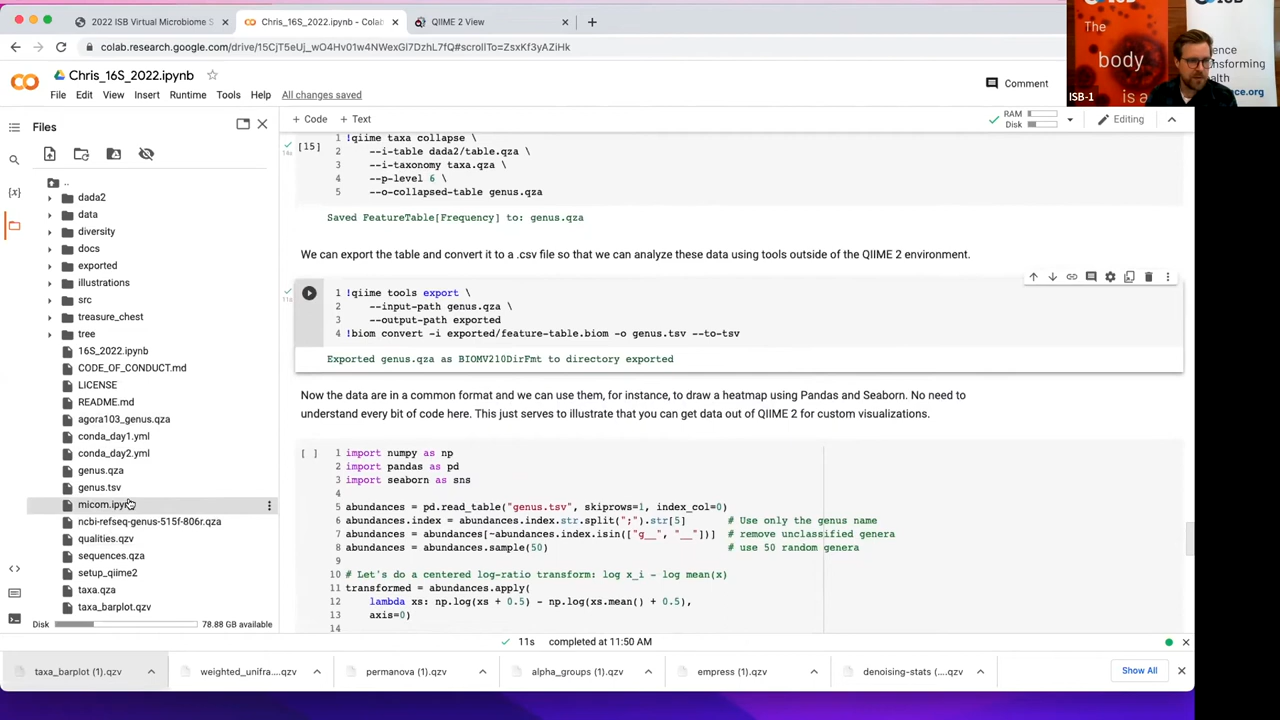 2022 ISB Virtual Microbiome S
Chris_16S_2022.ipynb - Colab
QIIME 2 View
colab.research.google.com/drive/15CjT5eUj_wO4Hv01w4NWexGl7DzhL7fQ#scrollTo=ZsxKf3yAZiHk
Chris_16S_2022.ipynb
File Edit View Insert Runtime Tools Help All changes saved
Comment
Editing
RAM
Disk
+ Code + Text
Files
..
dada2
data
diversity
docs
exported
illustrations
src
treasure_chest
tree
16S_2022.ipynb
CODE_OF_CONDUCT.md
LICENSE
README.md
agora103_genus.qza
conda_day1.yml
conda_day2.yml
genus.qza
genus.tsv
micom.ipynb
ncbi-refseq-genus-515f-806r.qza
qualities.qzv
sequences.qza
setup_qiime2
taxa.qza
taxa_barplot.qzv
Disk 78.88 GB available
[15]
14s
1 !qiime taxa collapse \
2 --i-table dada2/table.qza \
3 --i-taxonomy taxa.qza \
4 --p-level 6 \
5 --o-collapsed-table genus.qza
Saved FeatureTable[Frequency] to: genus.qza
We can export the table and convert it to a .csv file so that we can analyze these data using tools outside of the QIIME 2 environment.
11s
1 !qiime tools export \
2 --input-path genus.qza \
3 --output-path exported
4 !biom convert -i exported/feature-table.biom -o genus.tsv --to-tsv
Exported genus.qza as BIOMV210DirFmt to directory exported
Now the data are in a common format and we can use them, for instance, to draw a heatmap using Pandas and Seaborn. No need to
understand every bit of code here. This just serves to illustrate that you can get data out of QIIME 2 for custom visualizations.
[ ]
1 import numpy as np
2 import pandas as pd
3 import seaborn as sns
4
5 abundances = pd.read_table("genus.tsv", skiprows=1, index_col=0)
6 abundances.index = abundances.index.str.split(";").str[5] # Use only the genus name
7 abundances = abundances[~abundances.index.isin(["g__", "__"])] # remove unclassified genera
8 abundances = abundances.sample(50) # use 50 random genera
9
10 # Let's do a centered log-ratio transform: log x_i - log mean(x)
11 transformed = abundances.apply(
12 lambda xs: np.log(xs + 0.5) - np.log(xs.mean() + 0.5),
13 axis=0)
14
11s completed at 11:50 AM
taxa_barplot (1).qzv
weighted_unifra....qzv
permanova (1).qzv
alpha_groups (1).qzv
empress (1).qzv
denoising-stats (....qzv
Show All
The
body
is a
ISB-1
ISB
ence
nsforming
alth
nce.org